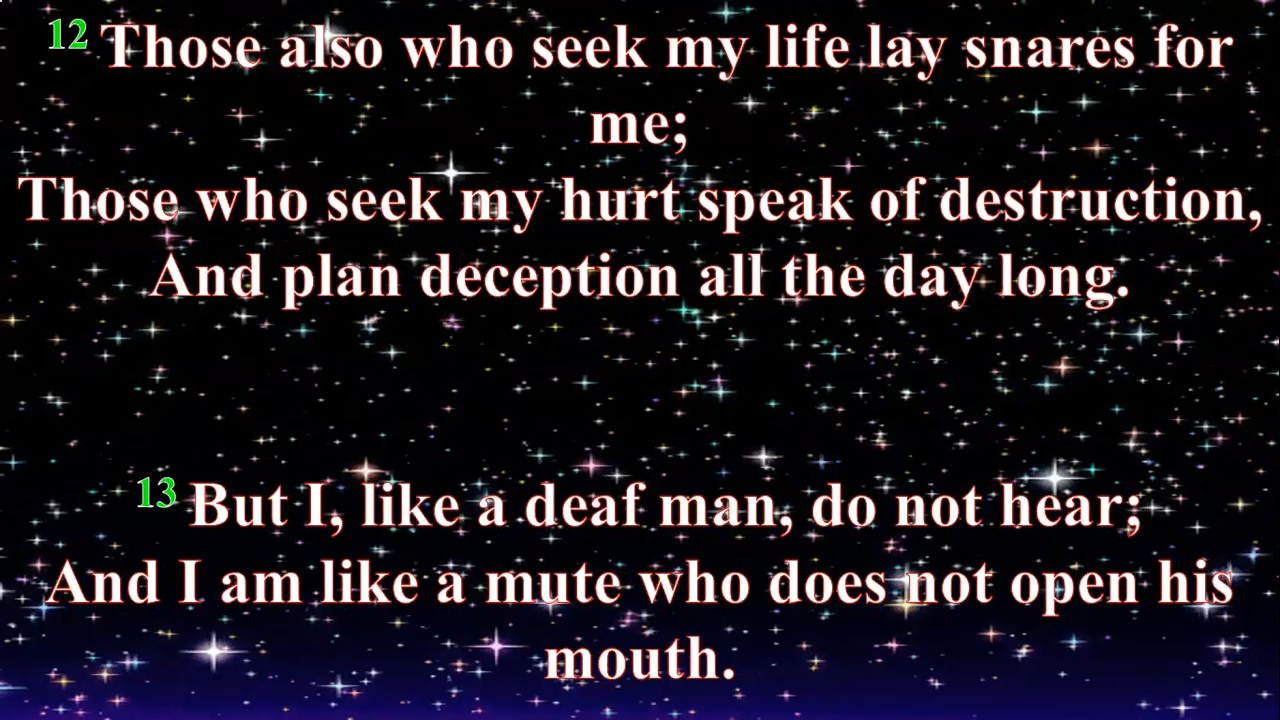 12 Those also who seek my life lay snares for
me;
Those who seek my hurt speak of destruction,
And plan deception all the day long.
13 But I, like a deaf man, do not hear;
And I am like a mute who does not open his
mouth.